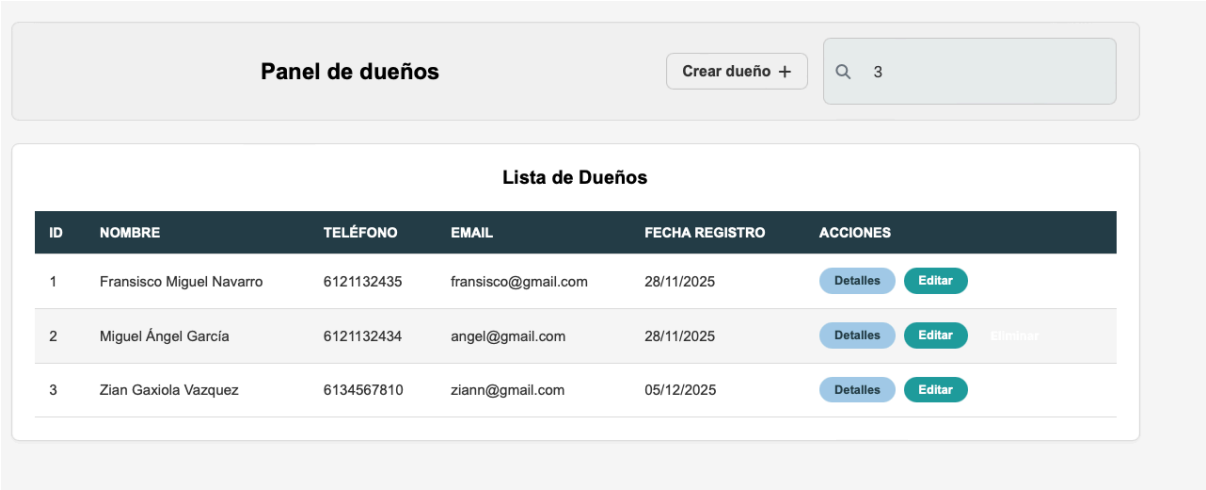 Panel de dueños
Crear dueño +
3
Lista de Dueños
ID NOMBRE TELÉFONO EMAIL FECHA REGISTRO ACCIONES
1 Fransisco Miguel Navarro 6121132435 fransisco@gmail.com 28/11/2025 Detalles Editar
2 Miguel Ángel García 6121132434 angel@gmail.com 28/11/2025 Detalles Editar Eliminar
3 Zian Gaxiola Vazquez 6134567810 ziann@gmail.com 05/12/2025 Detalles Editar